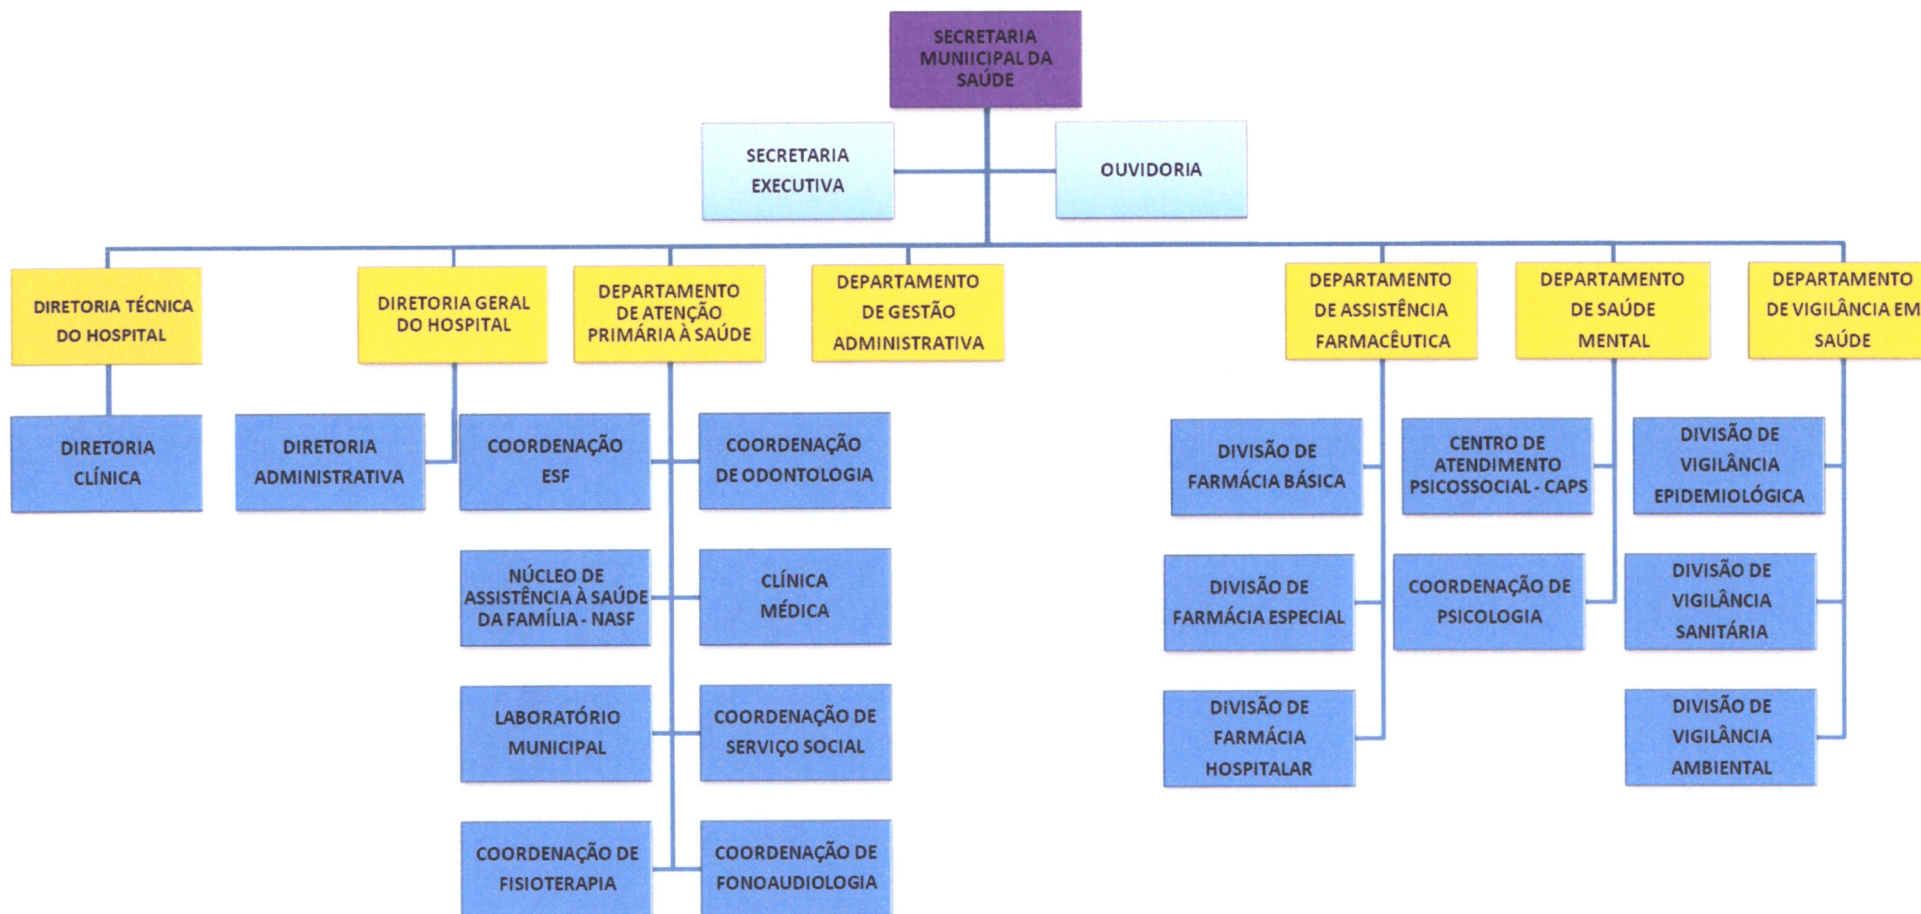 SECRETARIA
MUNIICIPAL DA
SAÚDE
SECRETARIA
EXECUTIVA
OUVIDORIA
DIRETORIA TÉCNICA
DO HOSPITAL
DIRETORIA GERAL
DO HOSPITAL
DEPARTAMENTO
DE ATENÇÃO
PRIMÁRIA À SAÚDE
DEPARTAMENTO
DE GESTÃO
ADMINISTRATIVA
DEPARTAMENTO
DE ASSISTÊNCIA
FARMACÊUTICA
DEPARTAMENTO
DE SAÚDE
MENTAL
DEPARTAMENTO
DE VIGILÂNCIA EM
SAÚDE
DIRETORIA
CLÍNICA
DIRETORIA
ADMINISTRATIVA
COORDENAÇÃO
ESF
COORDENAÇÃO
DE ODONTOLOGIA
DIVISÃO DE
FARMÁCIA BÁSICA
CENTRO DE
ATENDIMENTO
PSICOSSOCIAL - CAPS
DIVISÃO DE
VIGILÂNCIA
EPIDEMIOLÓGICA
NÚCLEO DE
ASSISTÊNCIA À SAÚDE
DA FAMÍLIA - NASF
CLÍNICA
MÉDICA
DIVISÃO DE
FARMÁCIA ESPECIAL
COORDENAÇÃO DE
PSICOLOGIA
DIVISÃO DE
VIGILÂNCIA
SANITÁRIA
LABORATÓRIO
MUNICIPAL
COORDENAÇÃO DE
SERVIÇO SOCIAL
DIVISÃO DE
FARMÁCIA
HOSPITALAR
DIVISÃO DE
VIGILÂNCIA
AMBIENTAL
COORDENAÇÃO DE
FISIOTERAPIA
COORDENAÇÃO DE
FONOAUDIOLOGIA